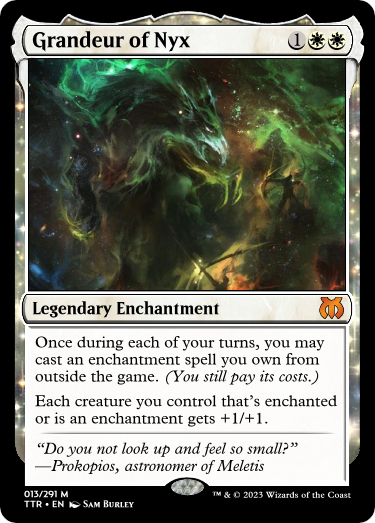 Grandeur of Nyx 1
Legendary Enchantment
Once during each of your turns, you may
cast an enchantment spell you own from
outside the game. (You still pay its costs.)
Each creature you control that's enchanted
or is an enchantment gets +1/+1.
“Do you not look up and feel so small?”
—Prokopios, astronomer of Meletis
013/291 M
TTR • EN Sam Burley
™ & © 2023 Wizards of the Coast